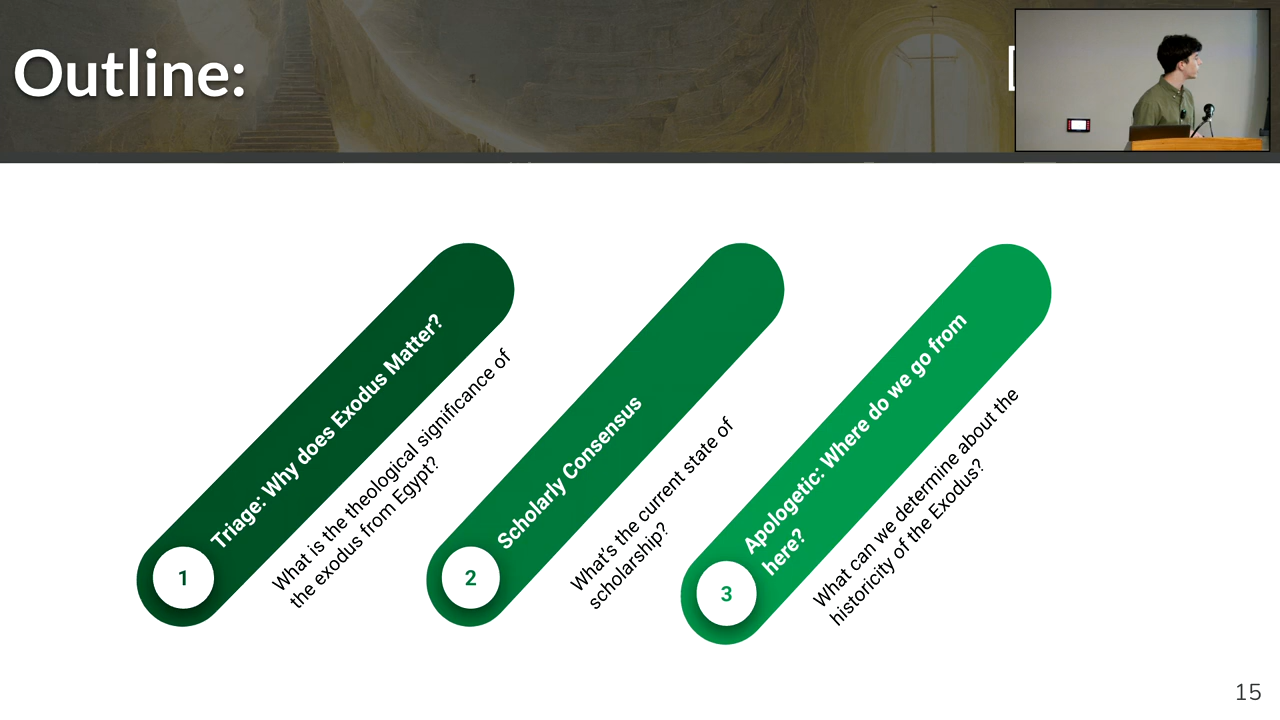 Outline:
Triage: Why does Exodus Matter?
What is the theological significance of
the exodus from Egypt?
1
Scholarly Consensus
What's the current state of
scholarship?
2
Apologetic: Where do we go from
here?
What can we determine about the
historicity of the Exodus?
3
15